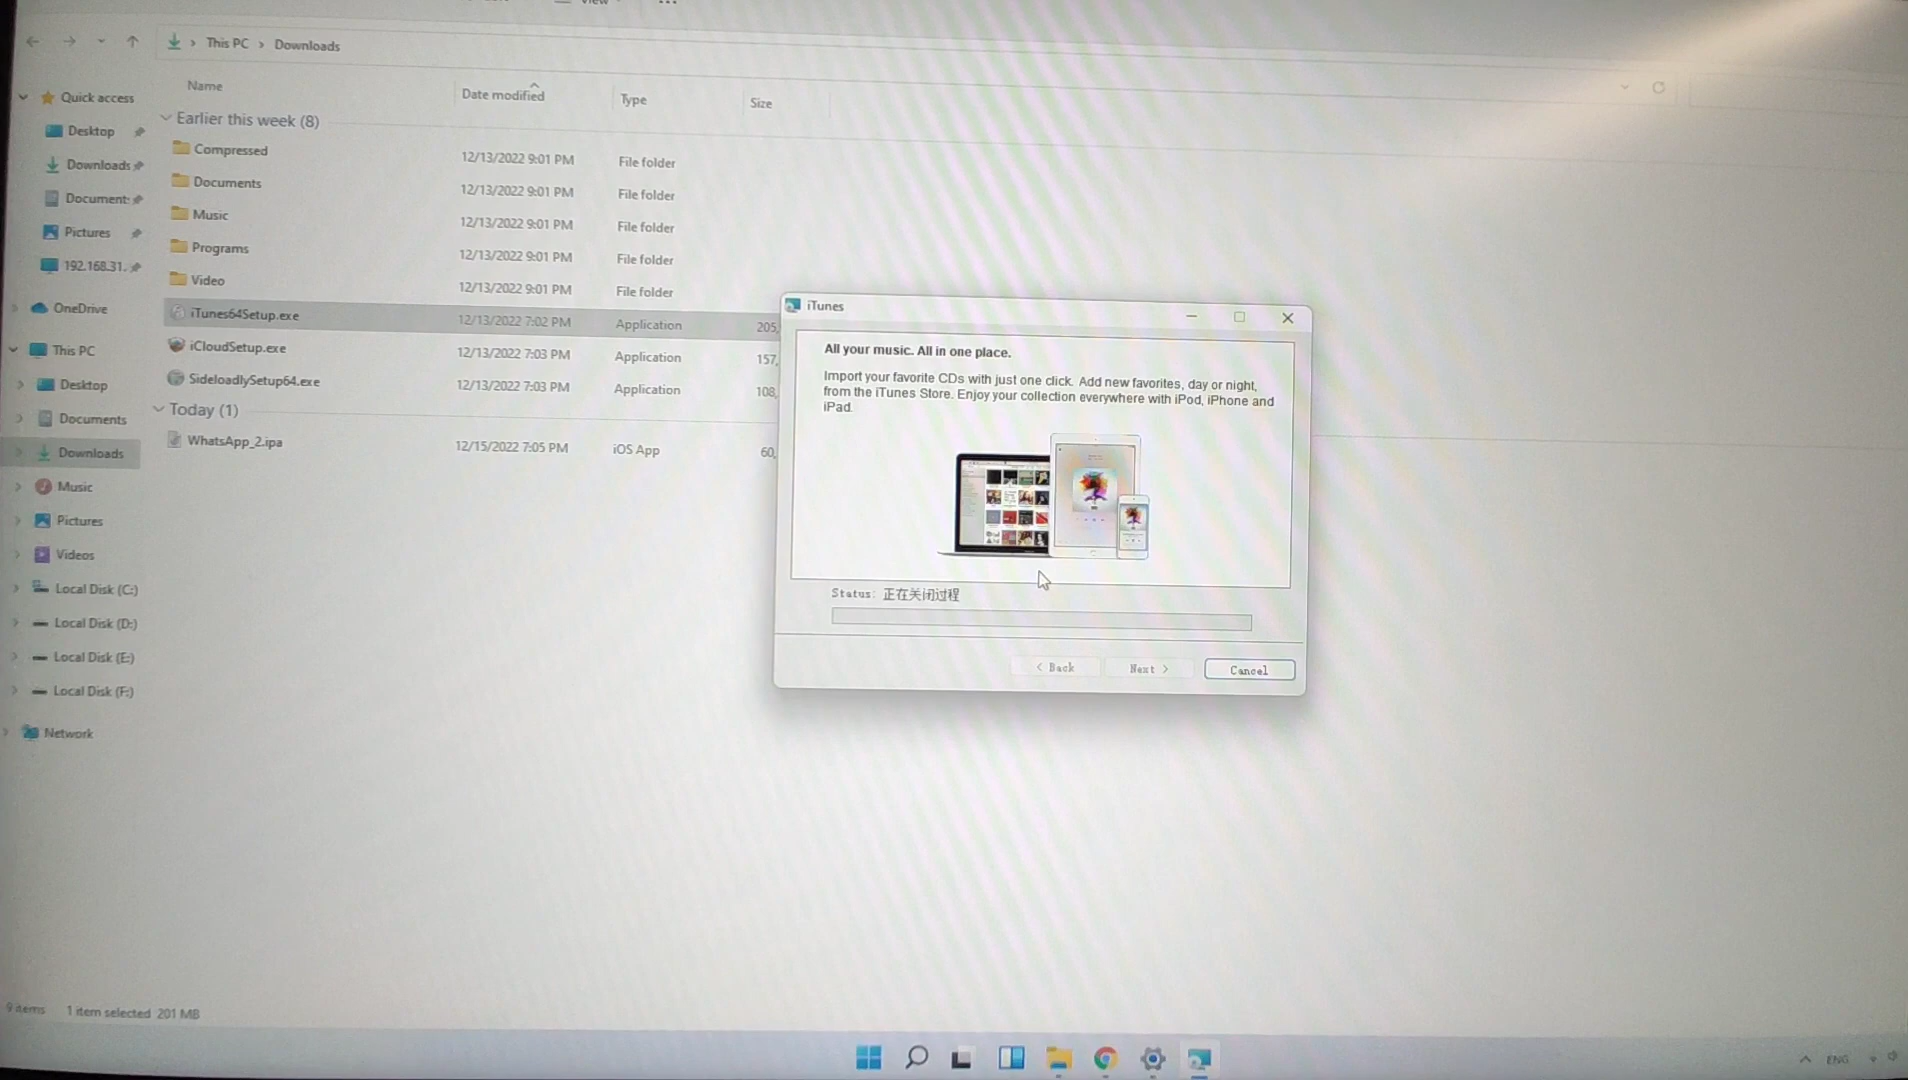 This PC > Downloads
Name
Date modified
Type
Size
Quick access
Desktop
Downloads
Document:
Pictures
192.168.31.
OneDrive
This PC
Desktop
Documents
Downloads
Music
Pictures
Videos
Local Disk (C:)
Local Disk (D:)
Local Disk (E:)
Local Disk (F:)
Network
Earlier this week (8)
Compressed 12/13/2022 9:01 PM File folder
Documents 12/13/2022 9:01 PM File folder
Music 12/13/2022 9:01 PM File folder
Programs 12/13/2022 9:01 PM File folder
Video 12/13/2022 9:01 PM File folder
iTunes64Setup.exe 12/13/2022 7:02 PM Application 205,
iCloudSetup.exe 12/13/2022 7:03 PM Application 157,
SideloadlySetup64.exe 12/13/2022 7:03 PM Application 108,
Today (1)
WhatsApp_2.ipa 12/15/2022 7:05 PM iOS App 60,
iTunes
All your music. All in one place.
Import your favorite CDs with just one click. Add new favorites, day or night,
from the iTunes Store. Enjoy your collection everywhere with iPod, iPhone and
iPad.
Status: 正在关闭过程
< Back Next > Cancel
9 items 1 item selected 201 MB
ENG